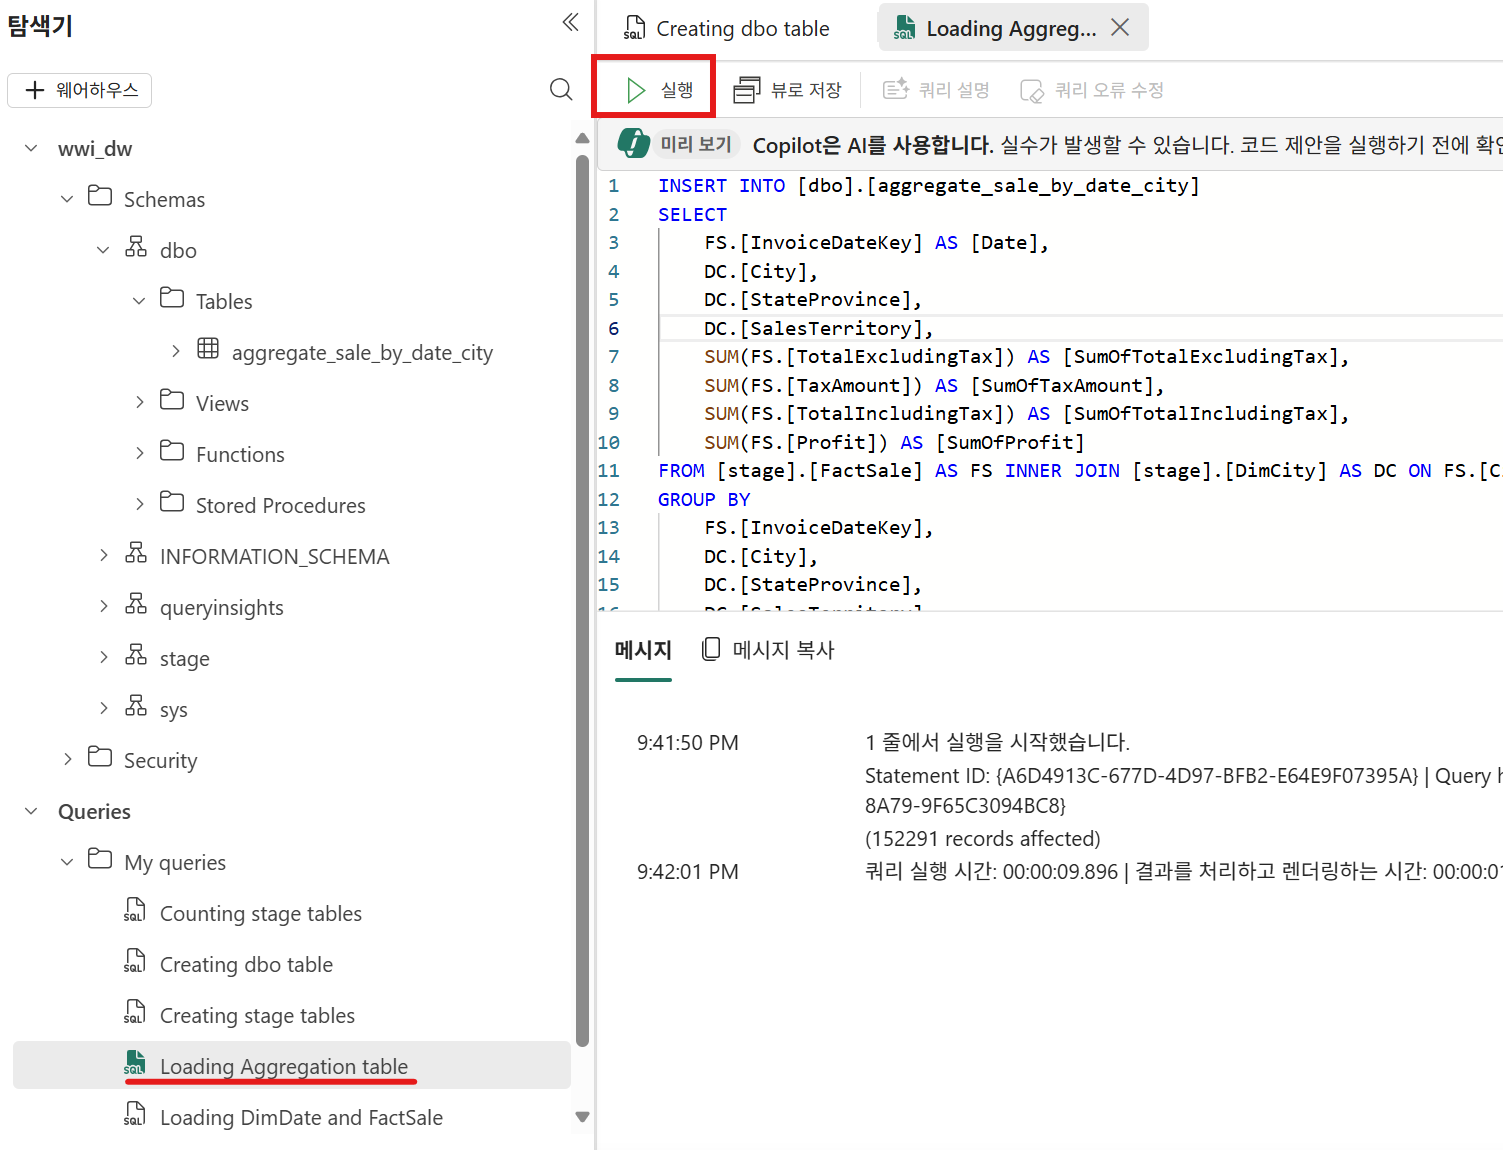 탐색기
웨어하우스
wwi_dw
Schemas
dbo
Tables
aggregate_sale_by_date_city
Views
Functions
Stored Procedures
INFORMATION_SCHEMA
queryinsights
stage
sys
Security
Queries
My queries
SQL Counting stage tables
SQL Creating dbo table
SQL Creating stage tables
SQL Loading Aggregation table
SQL Loading DimDate and FactSale
SQL Creating dbo table
SQL Loading Aggreg...
실행
뷰로 저장
쿼리 설명
쿼리 오류 수정
미리 보기 Copilot은 AI를 사용합니다. 실수가 발생할 수 있습니다. 코드 제안을 실행하기 전에
1 INSERT INTO [dbo].[aggregate_sale_by_date_city]
2 SELECT
3 FS.[InvoiceDateKey] AS [Date],
4 DC.[City],
5 DC.[StateProvince],
6 DC.[SalesTerritory],
7 SUM(FS.[TotalExcludingTax]) AS [SumOfTotalExcludingTax],
8 SUM(FS.[TaxAmount]) AS [SumOfTaxAmount],
9 SUM(FS.[TotalIncludingTax]) AS [SumOfTotalIncludingTax],
10 SUM(FS.[Profit]) AS [SumOfProfit]
11 FROM [stage].[FactSale] AS FS INNER JOIN [stage].[DimCity] AS DC ON FS.[C
12 GROUP BY
13 FS.[InvoiceDateKey],
14 DC.[City],
15 DC.[StateProvince],
메시지
메시지 복사
9:41:50 PM 1 줄에서 실행을 시작했습니다.
Statement ID: {A6D4913C-677D-4D97-BFB2-E64E9F07395A} | Query
8A79-9F65C3094BC8}
(152291 records affected)
9:42:01 PM 쿼리 실행 시간: 00:00:09.896 | 결과를 처리하고 렌더링하는 시간: 00:00:0